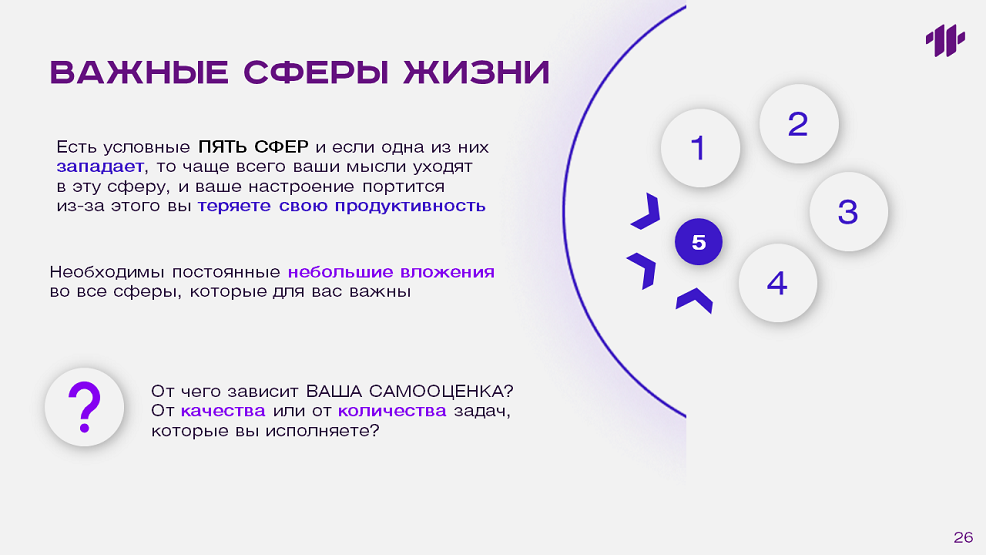 ВАЖНЫЕ СФЕРЫ ЖИЗНИ
Есть условные ПЯТЬ СФЕР и если одна из них
западает, то чаще всего ваши мысли уходят
в эту сферу, и ваше настроение портится
из-за этого вы теряете свою продуктивность
Необходимы постоянные небольшие вложения
во все сферы, которые для вас важны
?
От чего зависит ВАША САМООЦЕНКА?
От качества или от количества задач,
которые вы исполняете?
1
2
3
4
5
26